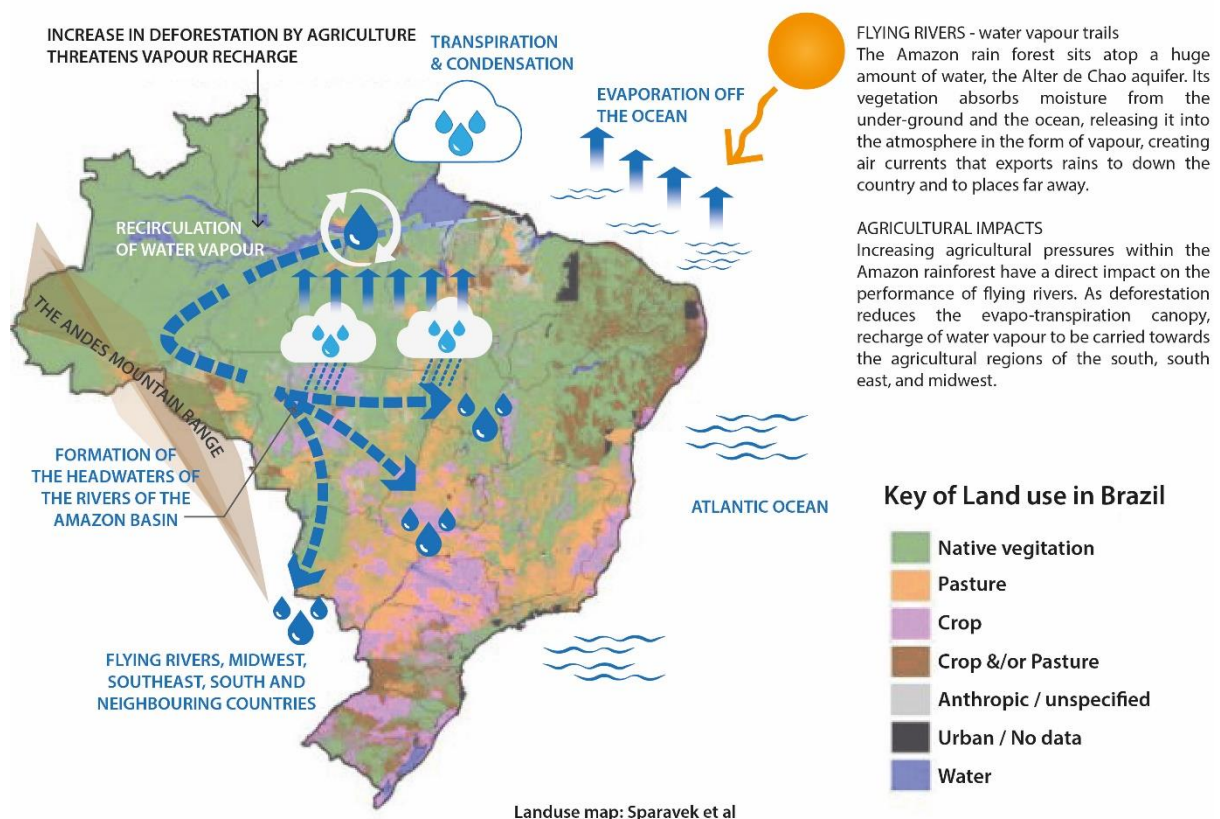 INCREASE IN DEFORESTATION BY AGRICULTURE
THREATENS VAPOUR RECHARGE
TRANSPIRATION
& CONDENSATION
EVAPORATION OFF
THE OCEAN
RECIRCULATION
OF WATER VAPOUR
THE ANDES MOUNTAIN RANGE
FORMATION OF
THE HEADWATERS OF
THE RIVERS OF THE
AMAZON BASIN
FLYING RIVERS, MIDWEST,
SOUTHEAST, SOUTH AND
NEIGHBOURING COUNTRIES
ATLANTIC OCEAN
FLYING RIVERS - water vapour trails
The Amazon rain forest sits atop a huge
amount of water, the Alter de Chao aquifer. Its
vegetation absorbs moisture from the
under-ground and the ocean, releasing it into
the atmosphere in the form of vapour, creating
air currents that exports rains to down the
country and to places far away.
AGRICULTURAL IMPACTS
Increasing agricultural pressures within the
Amazon rainforest have a direct impact on the
performance of flying rivers. As deforestation
reduces the evapo-transpiration canopy,
recharge of water vapour to be carried towards
the agricultural regions of the south, south
east, and midwest.
Key of Land use in Brazil
Native vegitation
Pasture
Crop
Crop &/or Pasture
Anthropic / unspecified
Urban / No data
Water
Landuse map: Sparavek et al